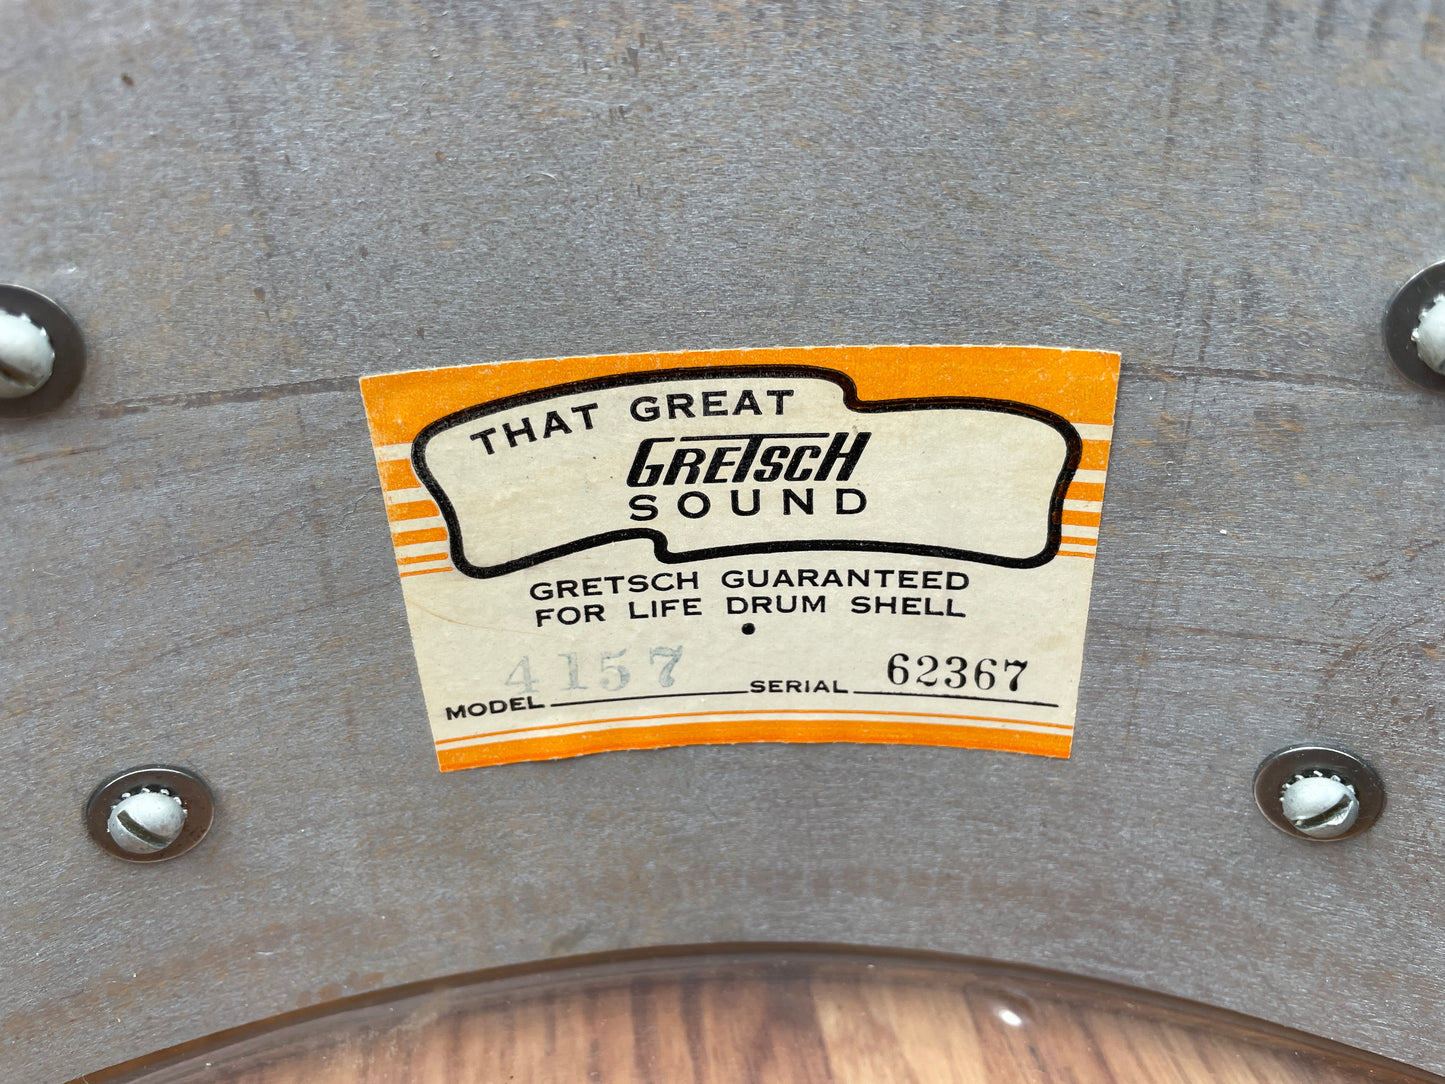 THAT GREAT
GRETSCH
SOUND
GRETSCH GUARANTEED
FOR LIFE DRUM SHELL
MODEL 4157 SERIAL 62367